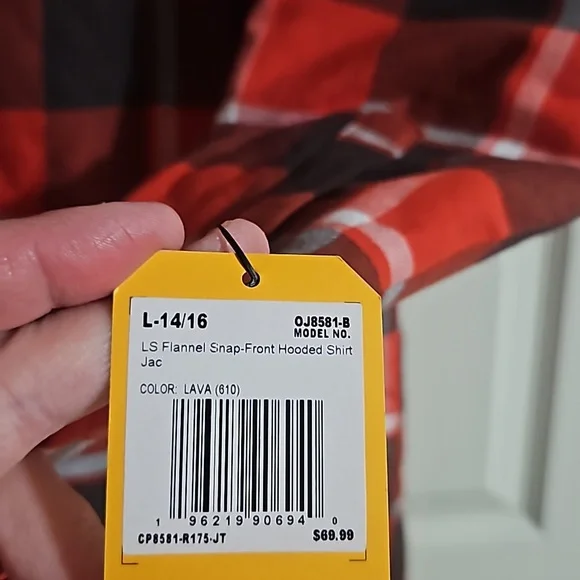 L-14/16 OJ8581-B
MODEL NO.
LS Flannel Snap-Front Hooded Shirt
Jac
COLOR: LAVA (610)
1 96219 90694 0
CP8581-R175-JT $69.99